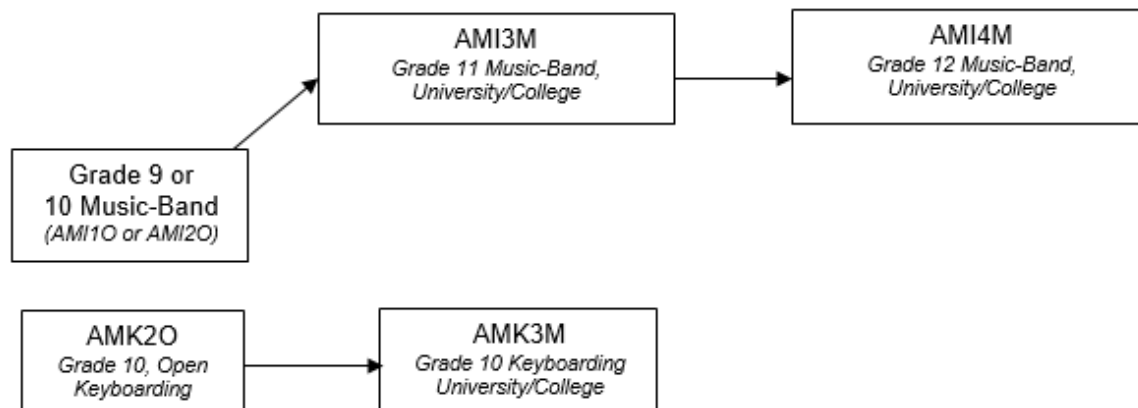 AMI3M
Grade 11 Music-Band,
University/College
AMI4M
Grade 12 Music-Band,
University/College
Grade 9 or
10 Music-Band
(AMI1O or AMI2O)
AMK2O
Grade 10, Open
Keyboarding
AMK3M
Grade 10 Keyboarding
University/College